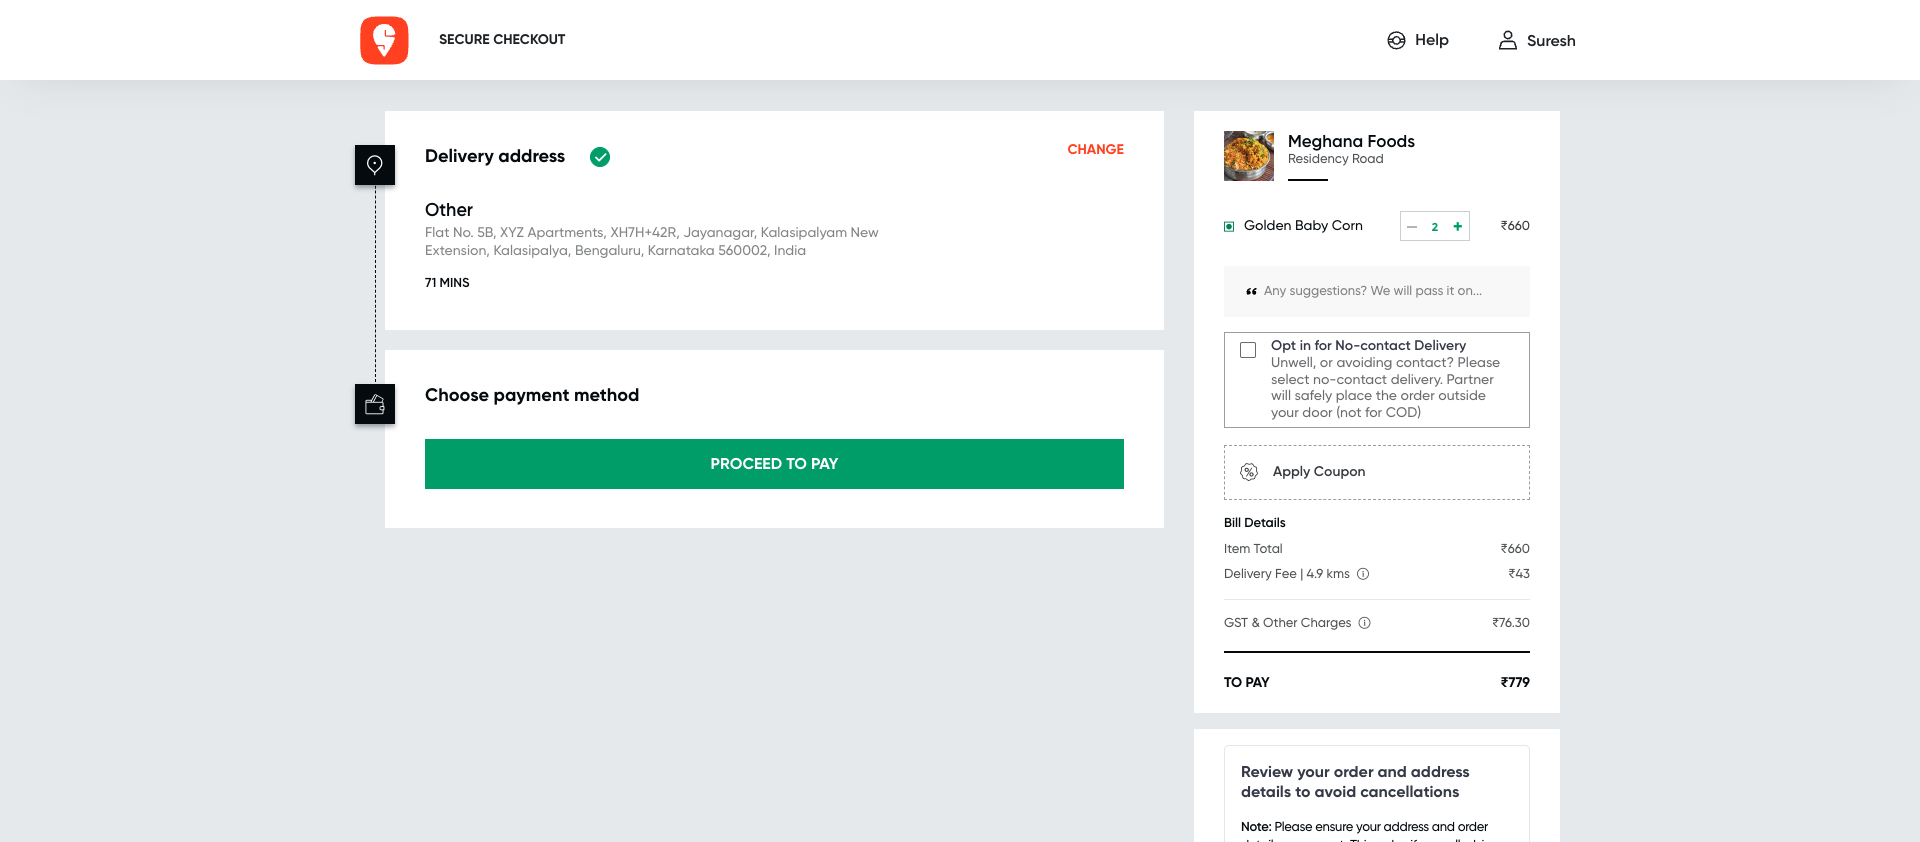 SECURE CHECKOUT
Help
Suresh
Delivery address
CHANGE
Other
Flat No. 5B, XYZ Apartments, XH7H+42R, Jayanagar, Kalasipalyam New
Extension, Kalasipalya, Bengaluru, Karnataka 560002, India
71 MINS
Choose payment method
PROCEED TO PAY
Meghana Foods
Residency Road
Golden Baby Corn
2
₹660
Any suggestions? We will pass it on...
Opt in for No-contact Delivery
Unwell, or avoiding contact? Please
select no-contact delivery. Partner
will safely place the order outside
your door (not for COD)
Apply Coupon
Bill Details
Item Total ₹660
Delivery Fee | 4.9 kms ₹43
GST & Other Charges ₹76.30
TO PAY ₹779
Review your order and address
details to avoid cancellations
Note: Please ensure your address and order